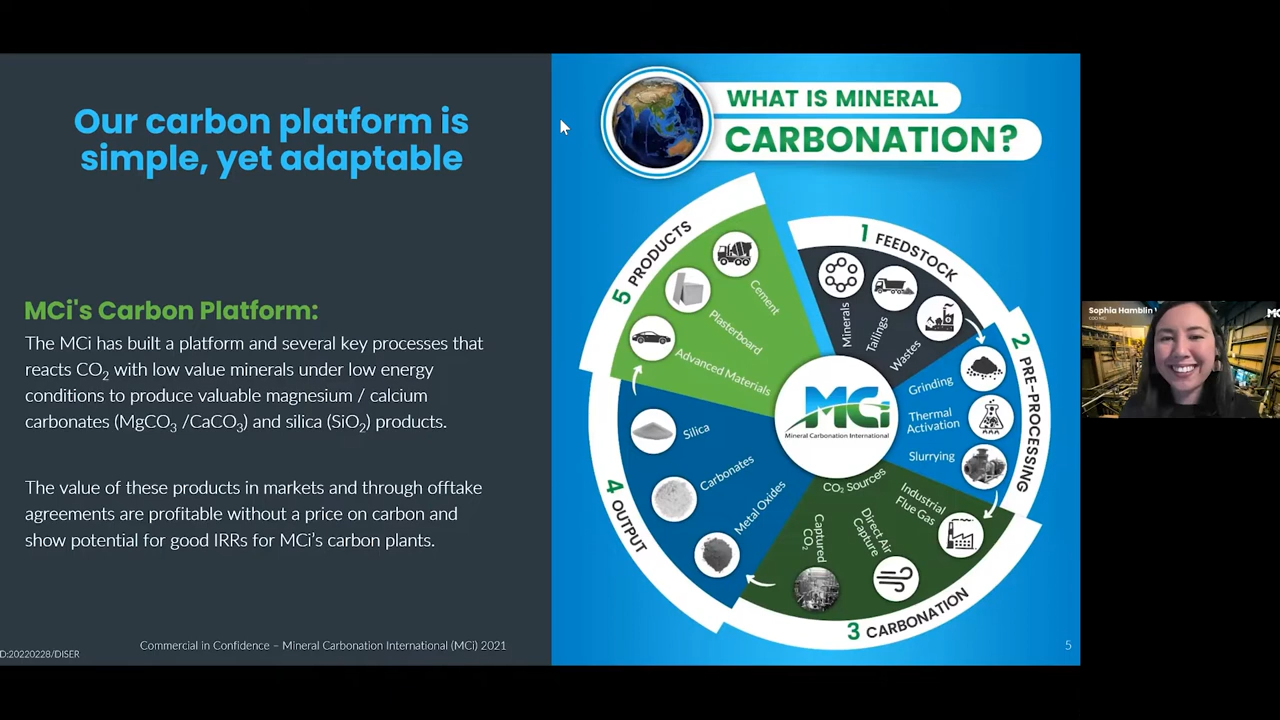 Our carbon platform is
simple, yet adaptable
MCi's Carbon Platform:
The MCi has built a platform and several key processes that
reacts CO₂ with low value minerals under low energy
conditions to produce valuable magnesium / calcium
carbonates (MgCO₃ /CaCO₃) and silica (SiO₂) products.
The value of these products in markets and through offtake
agreements are profitable without a price on carbon and
show potential for good IRRs for MCi's carbon plants.
Commercial in Confidence – Mineral Carbonation International (MCi) 2021
D:20220228/DISER
WHAT IS MINERAL
CARBONATION?
1 FEEDSTOCK
Minerals
Tailings
Wastes
2 PRE-PROCESSING
Grinding
Thermal
Activation
Slurrying
3 CARBONATION
CO₂ Sources
Industrial
Flue Gas
Direct Air
Capture
Captured
CO₂
4 OUTPUT
Metal Oxides
Carbonates
Silica
5 PRODUCTS
Advanced Materials
Plasterboard
Cement
MCi
Mineral Carbonation International
5
Sophia Hamblin